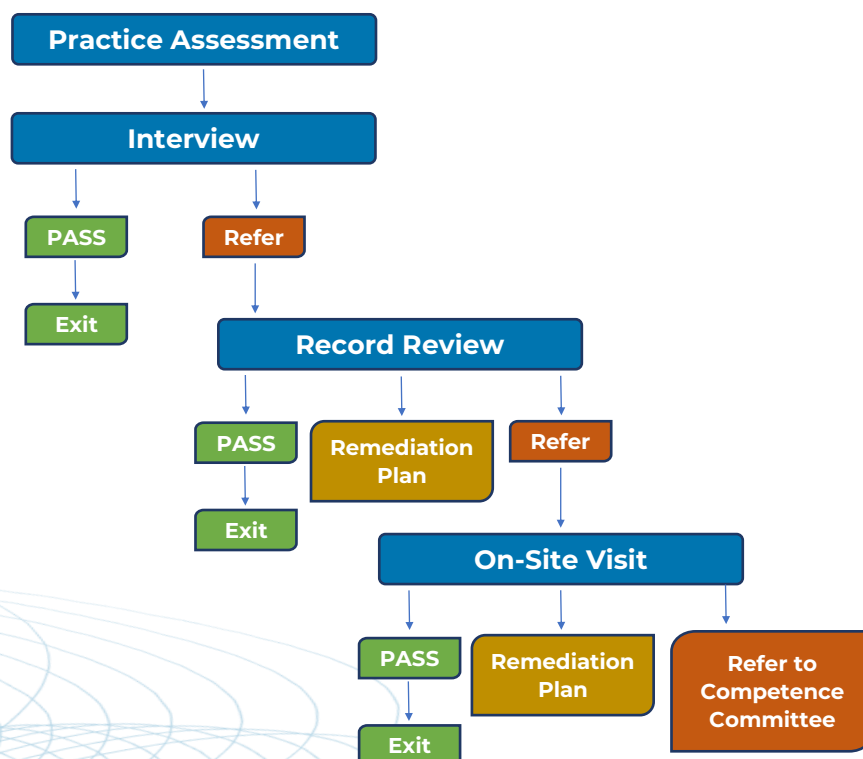 Practice Assessment
Interview
PASS
Refer
Exit
Record Review
PASS
Remediation
Plan
Refer
Exit
On-Site Visit
PASS
Remediation
Plan
Refer to
Competence
Committee
Exit